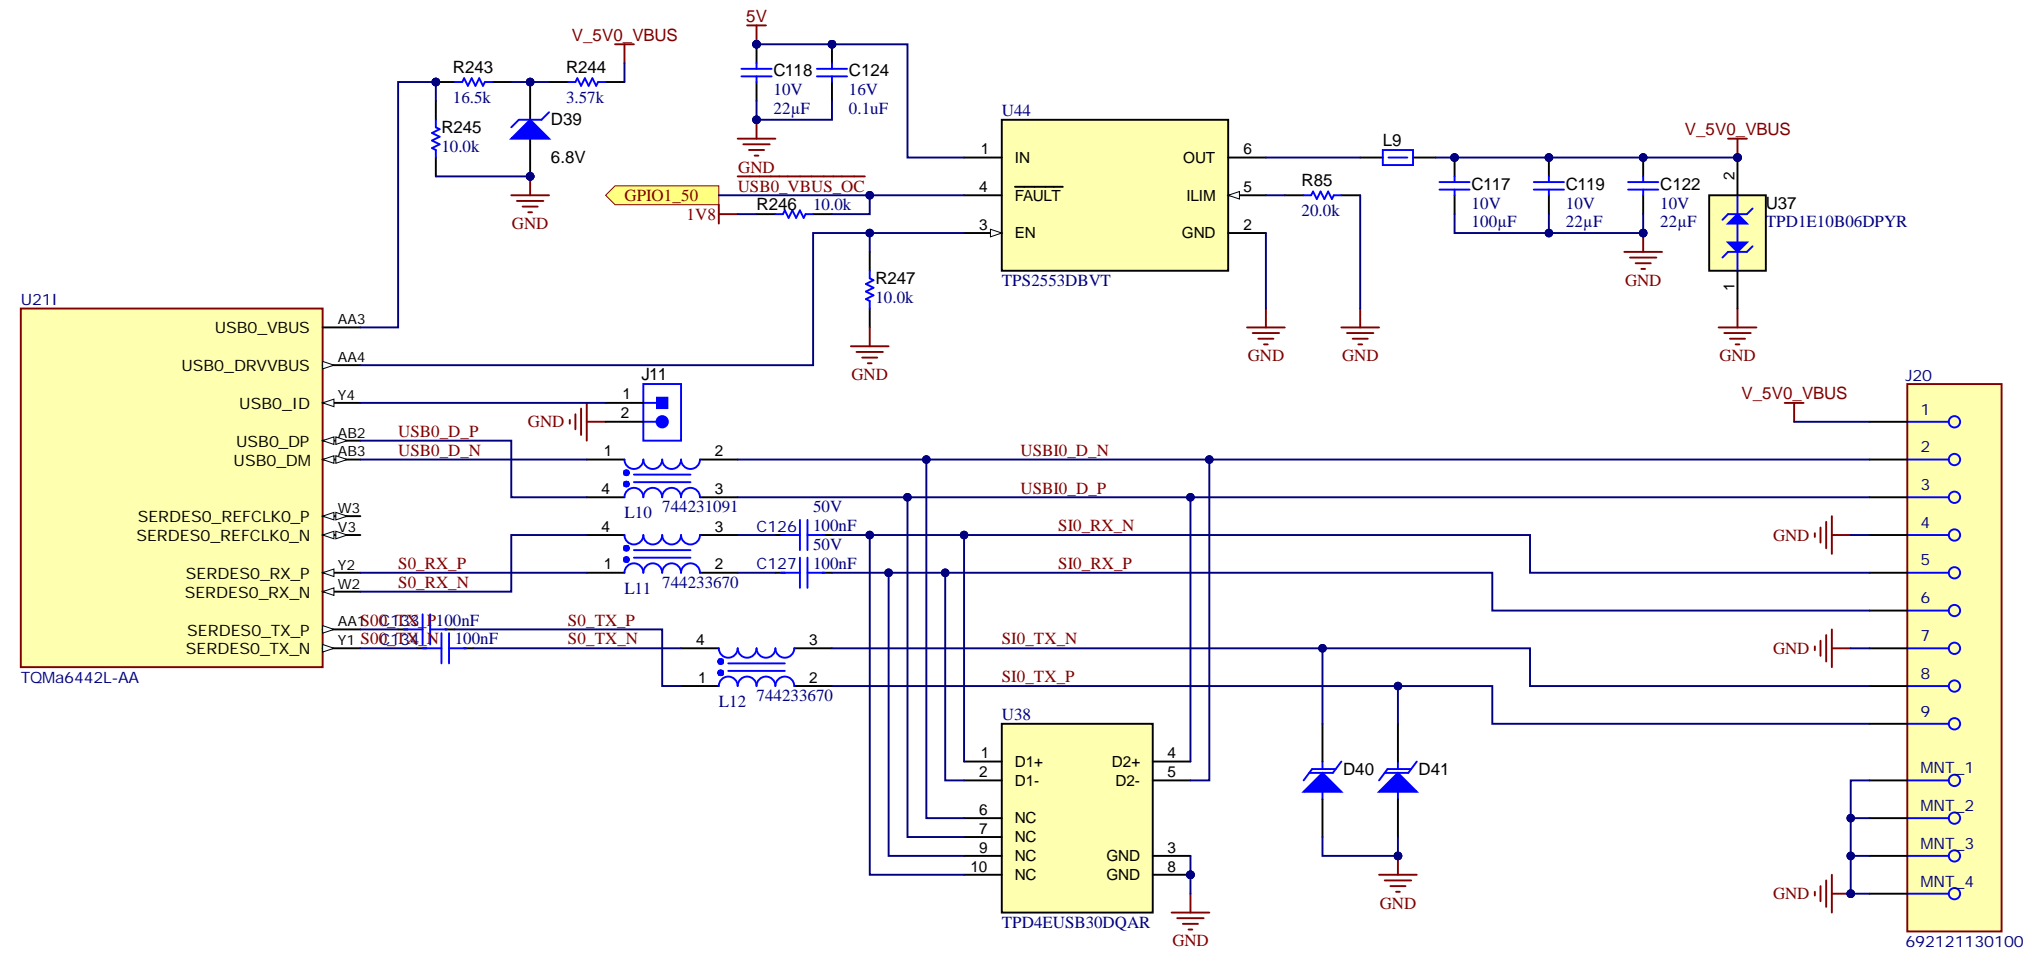 5V
V_5V0_VBUS
R243
16.5k
R244
3.57k
R245
10.0k
D39
6.8V
GND
C118
10V
22µF
C124
16V
0.1uF
GND
U44
1
IN
OUT
6
4
FAULT
ILIM
5
3
EN
GND
2
TPS2553DBVT
USB0_VBUS_OC
GPIO1_50
1V8
R246
10.0k
R247
10.0k
GND
R85
20.0k
GND
GND
L9
V_5V0_VBUS
C117
10V
100µF
C119
10V
22µF
C122
10V
22µF
GND
2
U37
TPD1E10B06DPYR
1
GND
U21I
USB0_VBUS
AA3
USB0_DRVVBUS
AA4
USB0_ID
Y4
USB0_DP
AB2
USB0_DM
AB3
SERDES0_REFCLK0_P
W3
SERDES0_REFCLK0_N
V3
SERDES0_RX_P
Y2
SERDES0_RX_N
W2
SERDES0_TX_P
AA1
SERDES0_TX_N
Y1
TQMa6442L-AA
J11
1
2
GND
USB0_D_P
USB0_D_N
1
2
4
3
L10
744231091
USBI0_D_N
USBI0_D_P
S0_RX_P
S0_RX_N
4
3
1
2
L11
744233670
50V
C126
100nF
50V
C127
100nF
SI0_RX_N
SI0_RX_P
S00_TX_P
C133
100nF
S00_TX_N
C134
100nF
S0_TX_P
S0_TX_N
4
3
1
2
L12
744233670
SI0_TX_N
SI0_TX_P
U38
1
D1+
D2+
4
2
D1-
D2-
5
6
NC
7
NC
9
NC
GND
3
10
NC
GND
8
TPD4EUSB30DQAR
GND
D40
D41
GND
J20
V_5V0_VBUS
1
2
3
GND
4
5
6
GND
7
8
9
MNT_1
MNT_2
MNT_3
GND
MNT_4
692121130100